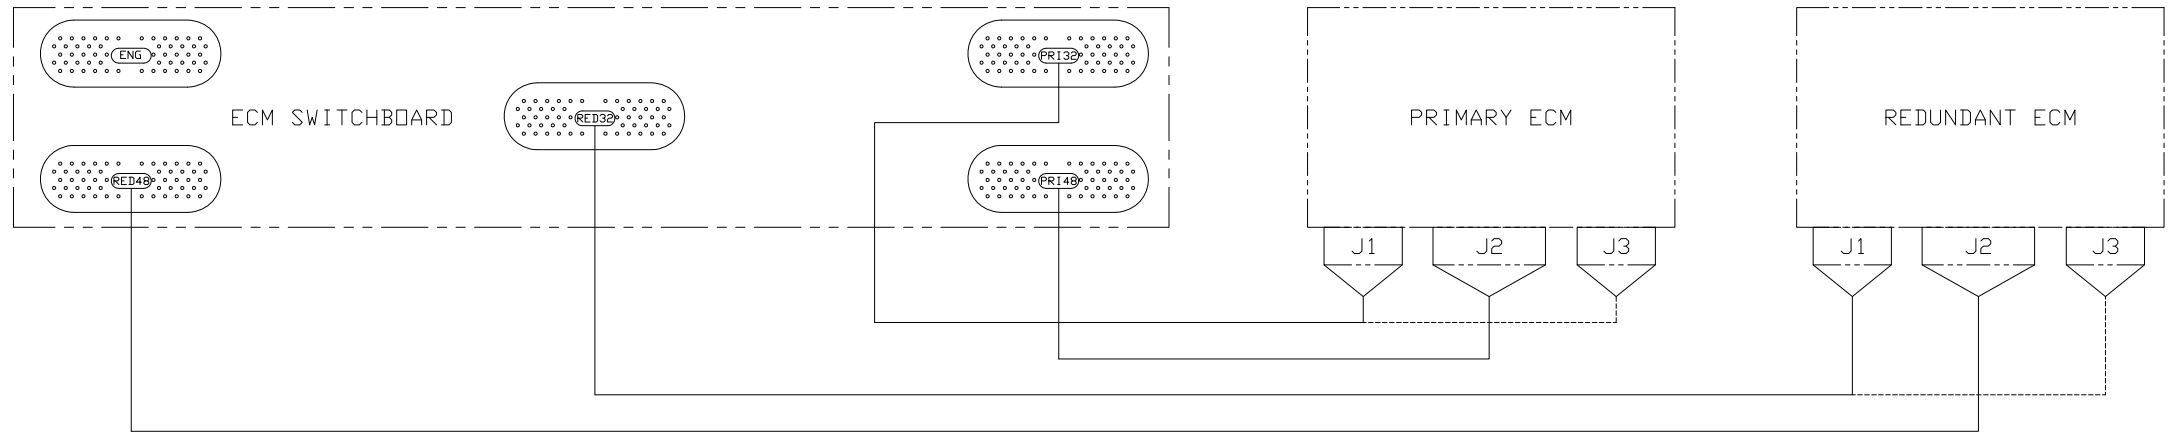 ENG
PRI32
ECM SWITCHBOARD
RED32
RED48
PRI48
PRIMARY ECM
J1
J2
J3
REDUNDANT ECM
J1
J2
J3